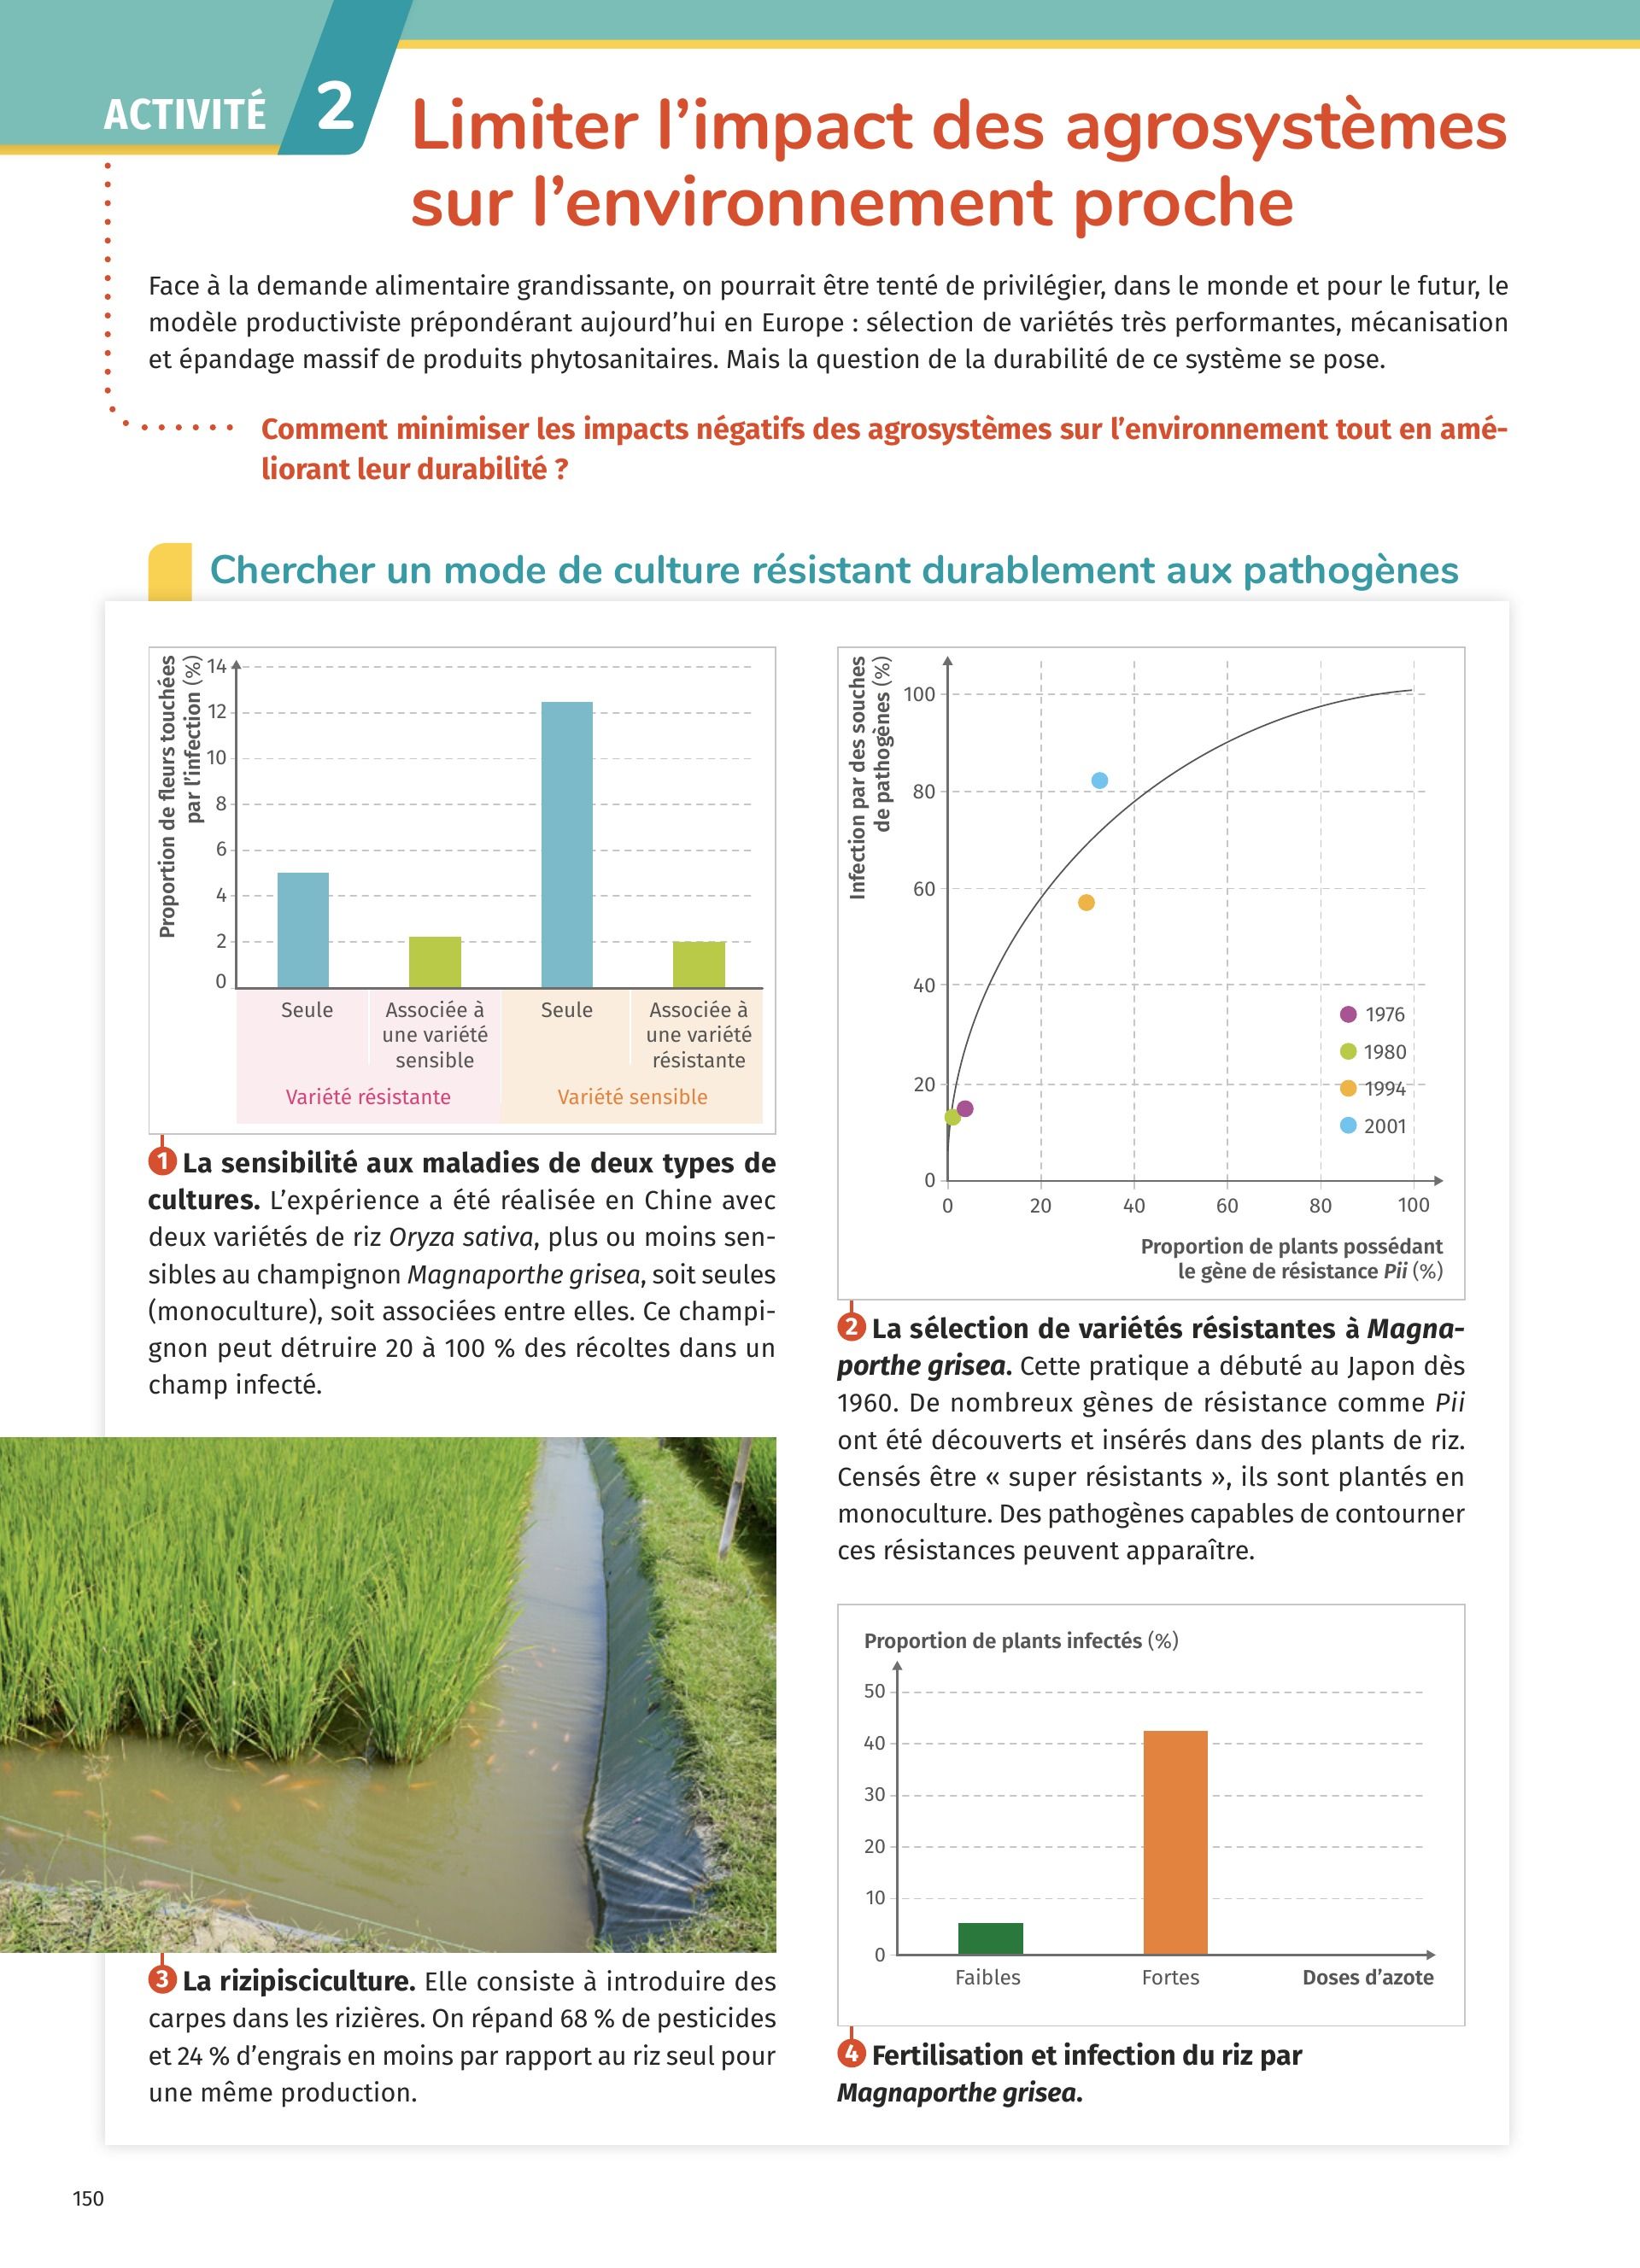 ACTIVITÉ 2
Limiter l'impact des agrosystèmes
sur l'environnement proche
Face à la demande alimentaire grandissante, on pourrait être tenté de privilégier, dans le monde et pour le futur, le
modèle productiviste prépondérant aujourd'hui en Europe : sélection de variétés très performantes, mécanisation
et épandage massif de produits phytosanitaires. Mais la question de la durabilité de ce système se pose.
Comment minimiser les impacts négatifs des agrosystèmes sur l'environnement tout en amé-
liorant leur durabilité ?
Chercher un mode de culture résistant durablement aux pathogènes
Proportion de fleurs touchées
par l'infection (%)
14
12
10
8
6
4
2
0
Seule
Associée à
une variété
sensible
Seule
Associée à
une variété
résistante
Variété résistante
Variété sensible
1 La sensibilité aux maladies de deux types de
cultures. L'expérience a été réalisée en Chine avec
deux variétés de riz Oryza sativa, plus ou moins sen-
sibles au champignon Magnaporthe grisea, soit seules
(monoculture), soit associées entre elles. Ce champi-
gnon peut détruire 20 à 100 % des récoltes dans un
champ infecté.
Infection par des souches
de pathogènes (%)
100
80
60
40
20
0
1976
1980
1994
2001
0 20 40 60 80 100
Proportion de plants possédant
le gène de résistance Pii (%)
2 La sélection de variétés résistantes à Magna-
porthe grisea. Cette pratique a débuté au Japon dès
1960. De nombreux gènes de résistance comme Pii
ont été découverts et insérés dans des plants de riz.
Censés être « super résistants », ils sont plantés en
monoculture. Des pathogènes capables de contourner
ces résistances peuvent apparaître.
3 La rizipisciculture. Elle consiste à introduire des
carpes dans les rizières. On répand 68 % de pesticides
et 24 % d'engrais en moins par rapport au riz seul pour
une même production.
Proportion de plants infectés (%)
50
40
30
20
10
0
Faibles Fortes Doses d'azote
4 Fertilisation et infection du riz par
Magnaporthe grisea.
150